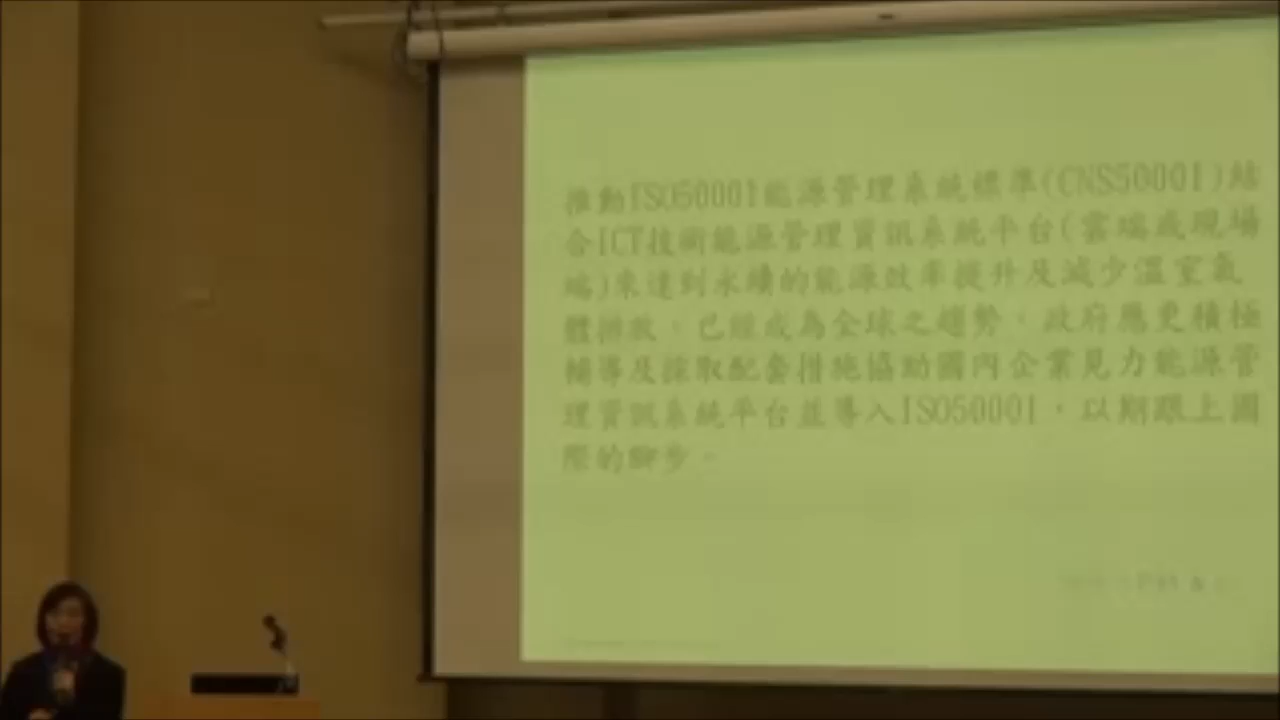 推動ISO50001能源管理系統標準(CNS50001)結
合ICT技術能源管理資訊系統平台(雲端或現場
端)來達到永續的能源效率提升及減少溫室氣
體排放，已經成為全球之趨勢，政府應更積極
輔導及採取配套措施協助國內企業見力能源管
理資訊系統平台並導入ISO50001，以期跟上國
際的腳步。